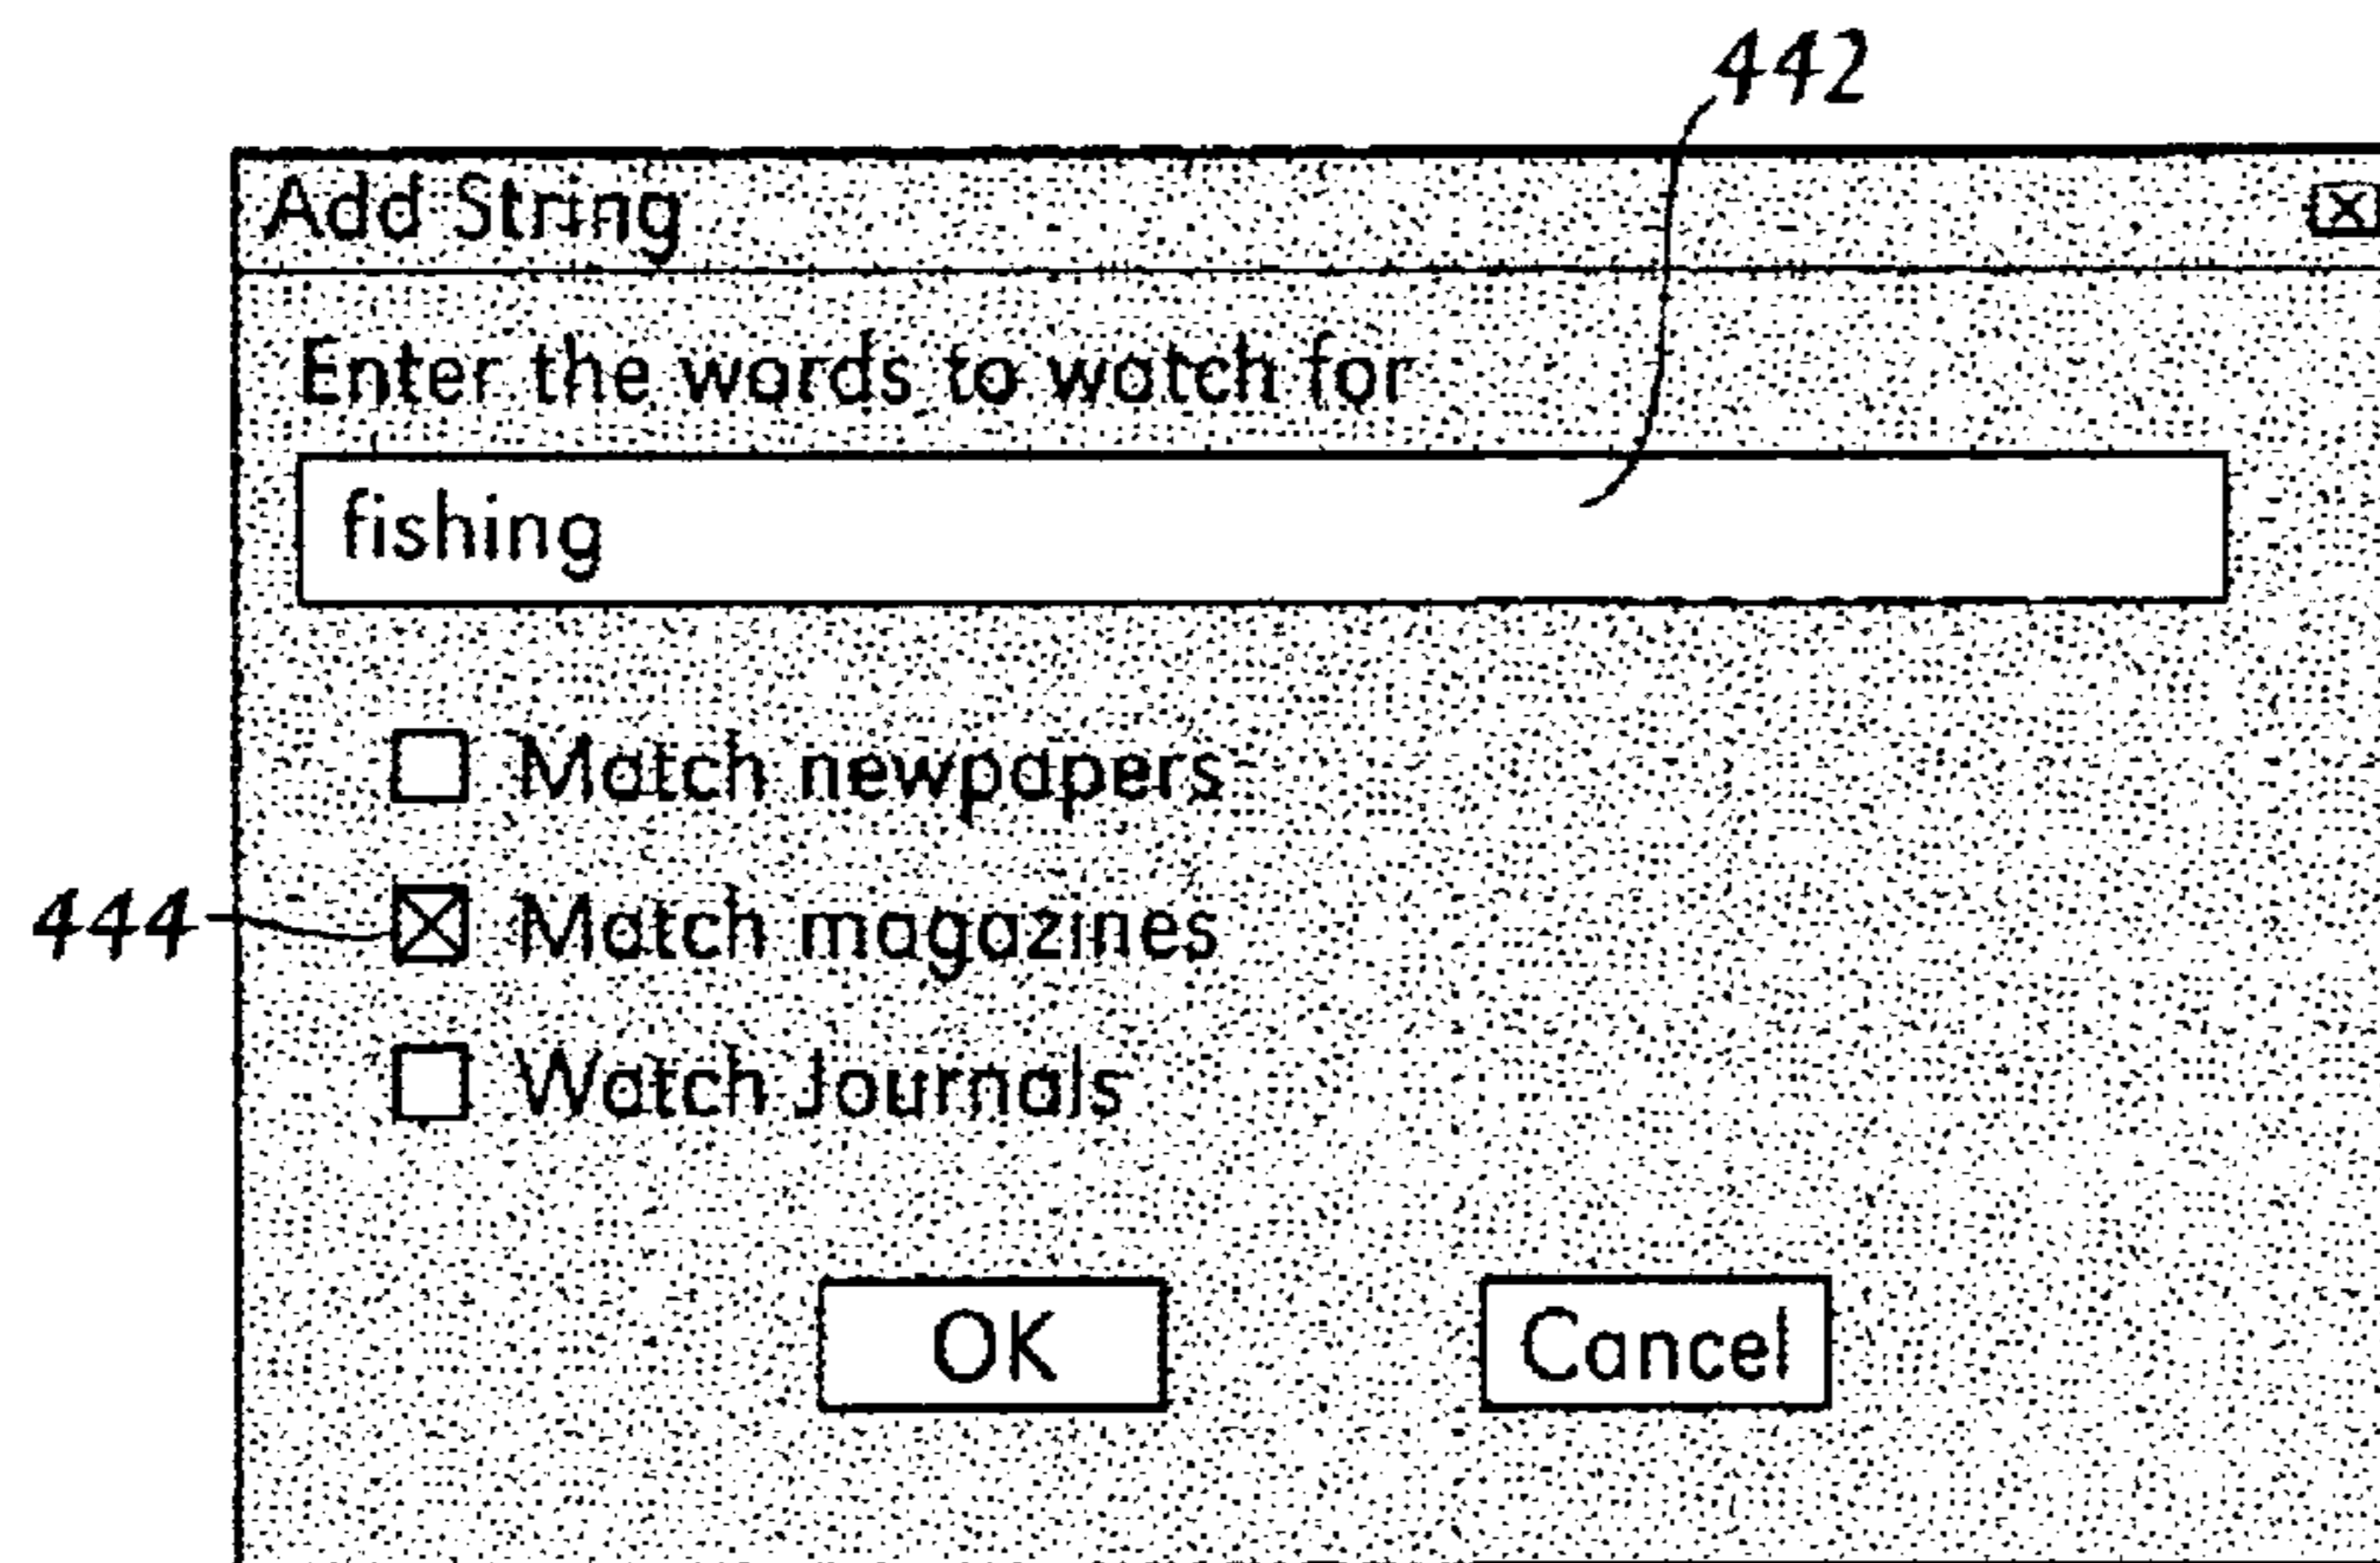 442
Add String
Enter the words to watch for
fishing
Match newpapers
444 Match magazines
Watch Journals
OK Cancel